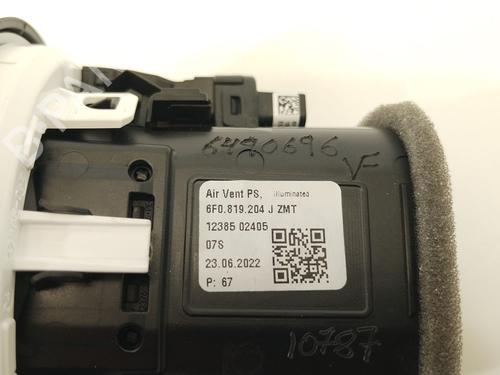 6490696
VF
Air Vent PS, illuminated
6F0.819.204 J ZMT
12385 02405
07S
23.06.2022
P: 67
10787